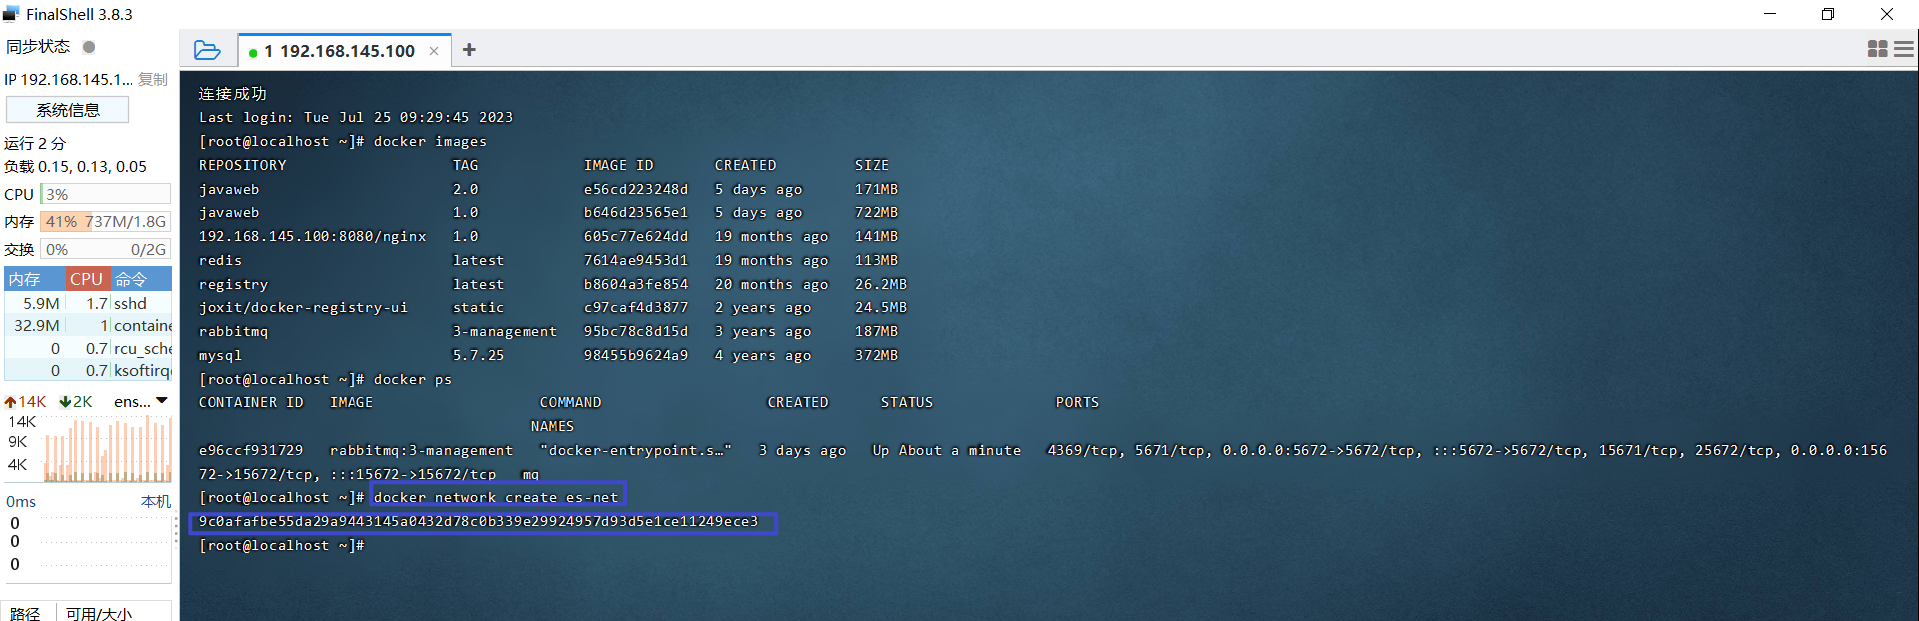 FinalShell 3.8.3
同步状态
IP 192.168.145.1... 复制
系统信息
运行 2 分
负载 0.15, 0.13, 0.05
CPU 3%
内存 41% 737M/1.8G
交换 0% 0/2G
内存 CPU 命令
5.9M 1.7 sshd
32.9M 1 containe
0 0.7 rcu_sche
0 0.7 ksoftirq
14K 2K ens...
14K
9K
4K
0ms 本机
0
0
0
路径 可用/大小
1 192.168.145.100 × +
连接成功
Last login: Tue Jul 25 09:29:45 2023
[root@localhost ~]# docker images
REPOSITORY TAG IMAGE ID CREATED SIZE
javaweb 2.0 e56cd223248d 5 days ago 171MB
javaweb 1.0 b646d23565e1 5 days ago 722MB
192.168.145.100:8080/nginx 1.0 605c77e624dd 19 months ago 141MB
redis latest 7614ae9453d1 19 months ago 113MB
registry latest b8604a3fe854 20 months ago 26.2MB
joxit/docker-registry-ui static c97caf4d3877 2 years ago 24.5MB
rabbitmq 3-management 95bc78c8d15d 3 years ago 187MB
mysql 5.7.25 98455b9624a9 4 years ago 372MB
[root@localhost ~]# docker ps
CONTAINER ID IMAGE COMMAND CREATED STATUS PORTS
NAMES
e96ccf931729 rabbitmq:3-management "docker-entrypoint.s…" 3 days ago Up About a minute 4369/tcp, 5671/tcp, 0.0.0.0:5672->5672/tcp, :::5672->5672/tcp, 15671/tcp, 25672/tcp, 0.0.0.0:156
72->15672/tcp, :::15672->15672/tcp mq
[root@localhost ~]# docker network create es-net
9c0afafbe55da29a9443145a0432d78c0b339e29924957d93d5e1ce11249ece3
[root@localhost ~]#